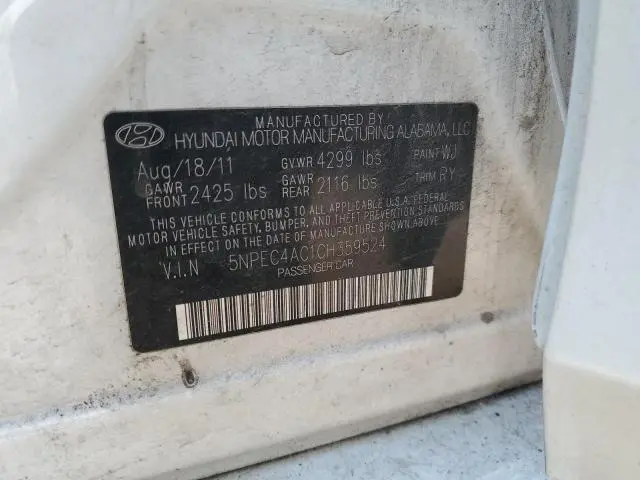 MANUFACTURED BY
HYUNDAI MOTOR MANUFACTURING ALABAMA, LLC
Aug/18/11 GVWR 4299 lbs PAINT WJ
GAWR FRONT 2425 lbs GAWR REAR 2116 lbs TRIM RY
THIS VEHICLE CONFORMS TO ALL APPLICABLE U.S.A. FEDERAL
MOTOR VEHICLE SAFETY, BUMPER, AND THEFT PREVENTION STANDARDS
IN EFFECT ON THE DATE OF MANUFACTURE SHOWN ABOVE.
V.I.N 5NPEC4AC1CH359524
PASSENGER CAR